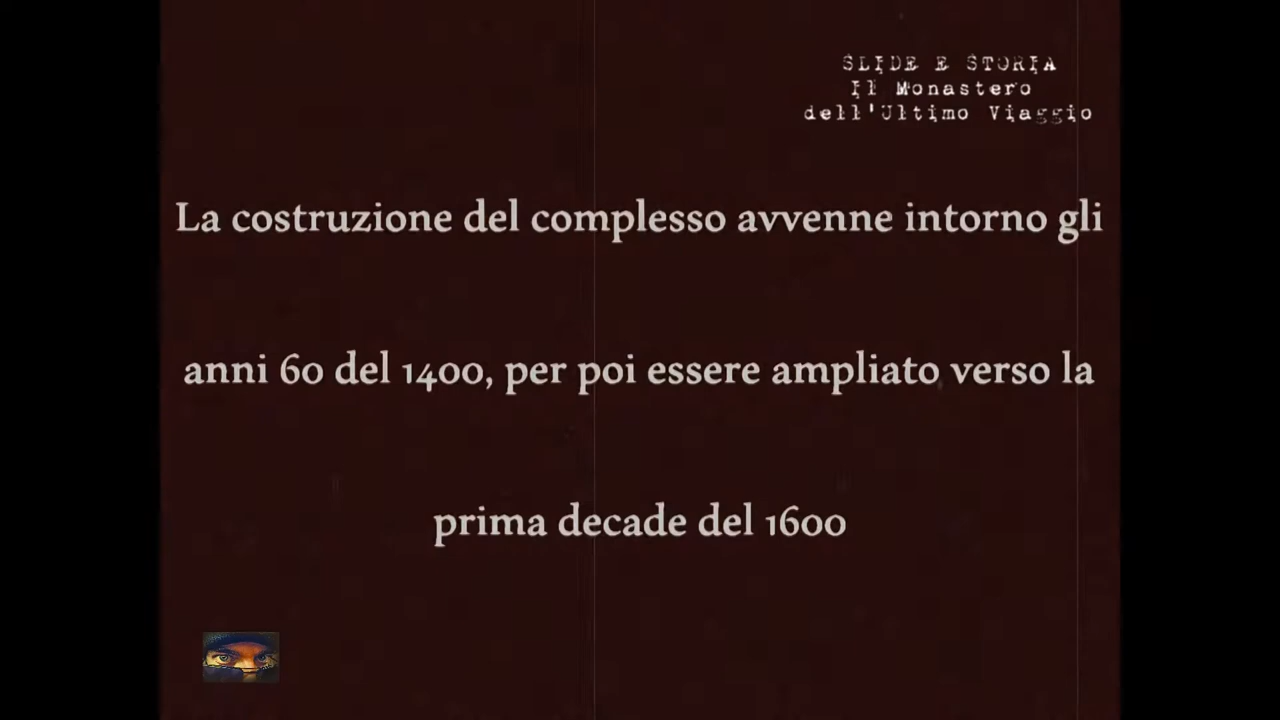 SLIDE E STORIA
Il Monastero
dell'Ultimo Viaggio
La costruzione del complesso avvenne intorno gli
anni 60 del 1400, per poi essere ampliato verso la
prima decade del 1600